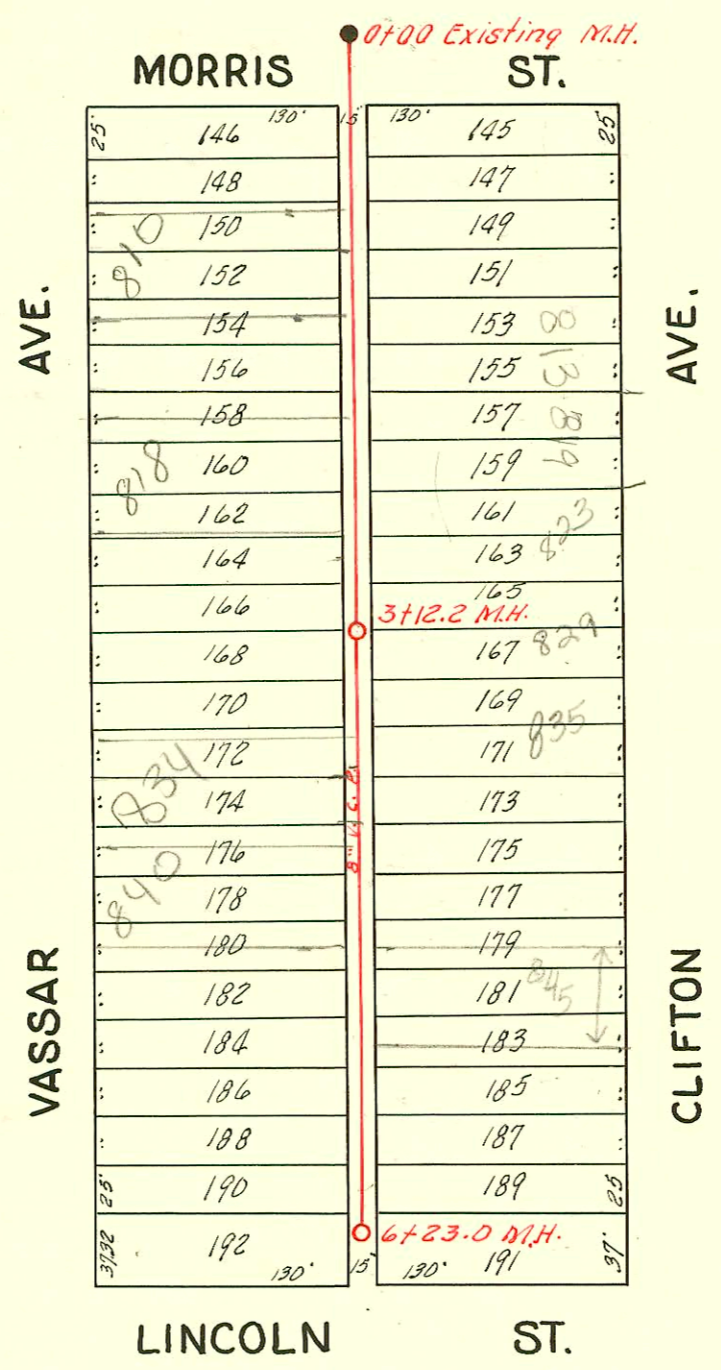 0+00 Existing M.H.
MORRIS ST.
25' 146 130' 15' 130' 145 25'
148 147
150 149
810
152 151
AVE. AVE.
154 153
156 155
813
158 157
819
160 159
818
162 161
823
164 163
166 165
3+12.2 M.H.
168 167 829
170 169
172 171 835
834
174 173
8" V.C.P.
176 175
840
178 177
180 179
182 181 845
184 183
VASSAR CLIFTON
186 185
188 187
25' 190 189 25
6+23.0 M.H.
37.32 192 130' 15' 130' 191 37'
LINCOLN ST.